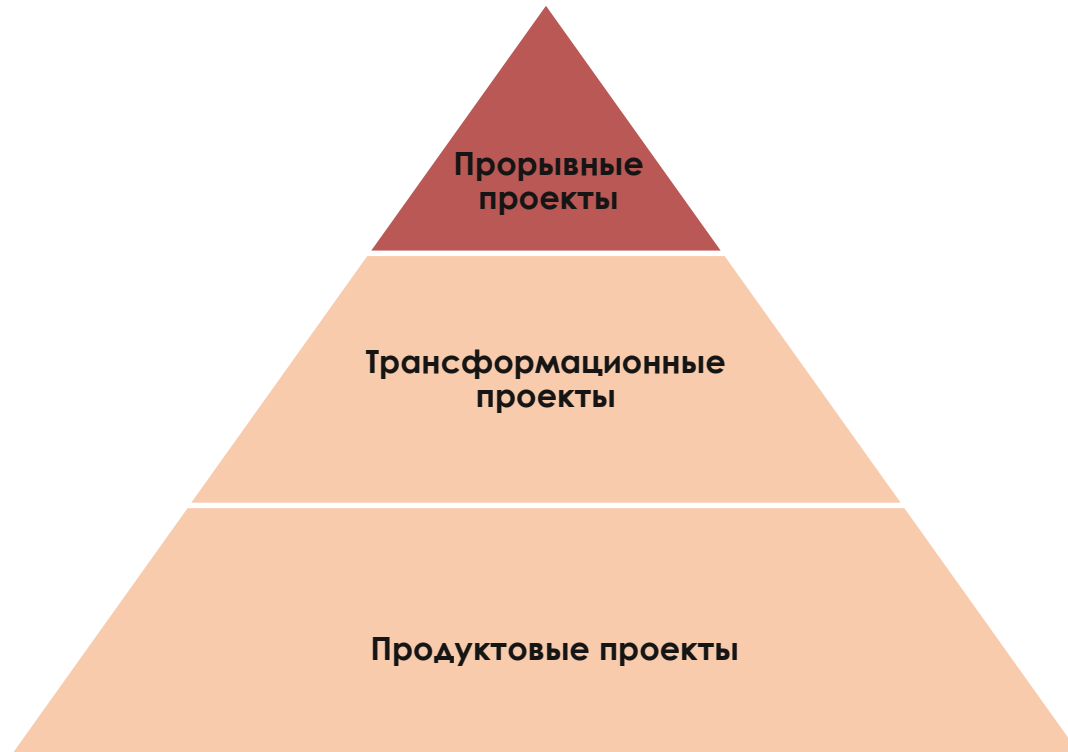 Прорывные
проекты
Трансформационные
проекты
Продуктовые проекты